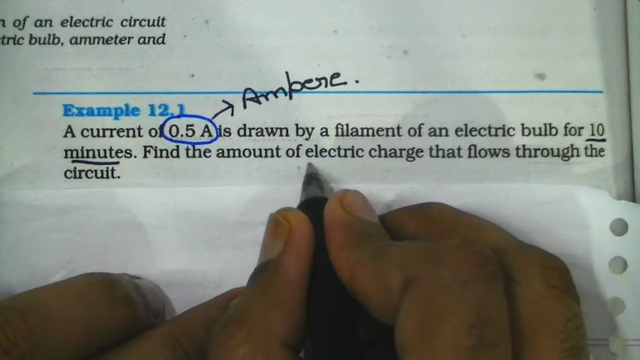 n of an electric circuit
tric bulb, ammeter and
Ampere.
Example 12.1
A current of 0.5 A is drawn by a filament of an electric bulb for 10
minutes. Find the amount of electric charge that flows through the
circuit.